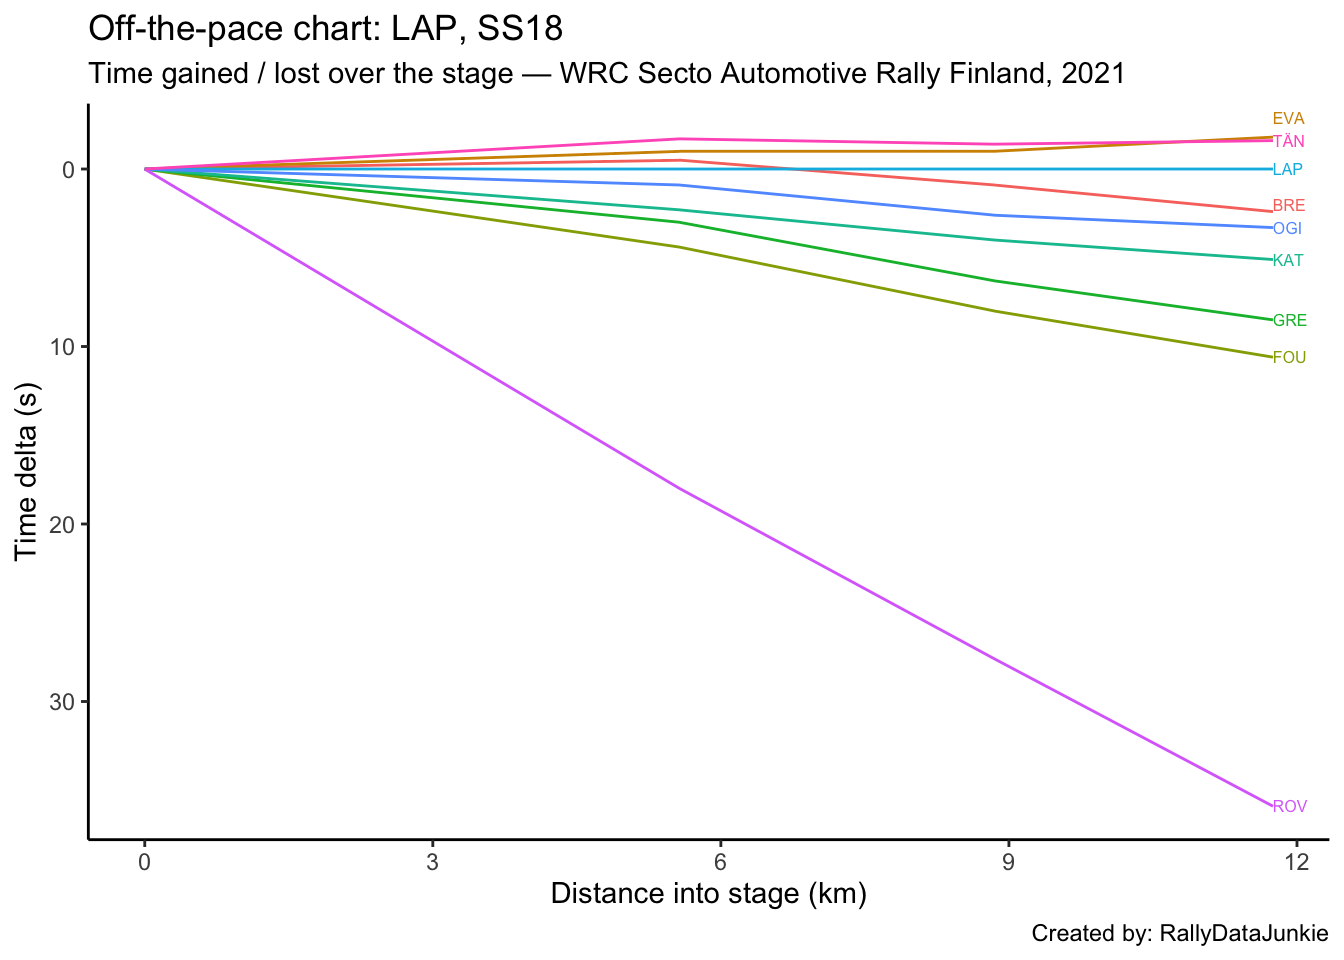 Off-the-pace chart: LAP, SS18
Time gained / lost over the stage — WRC Secto Automotive Rally Finland, 2021
EVA
TÄN
0
LAP
BRE
OGI
KAT
GRE
10
FOU
Time delta (s)
20
30
ROV
0 3 6 9 12
Distance into stage (km)
Created by: RallyDataJunkie